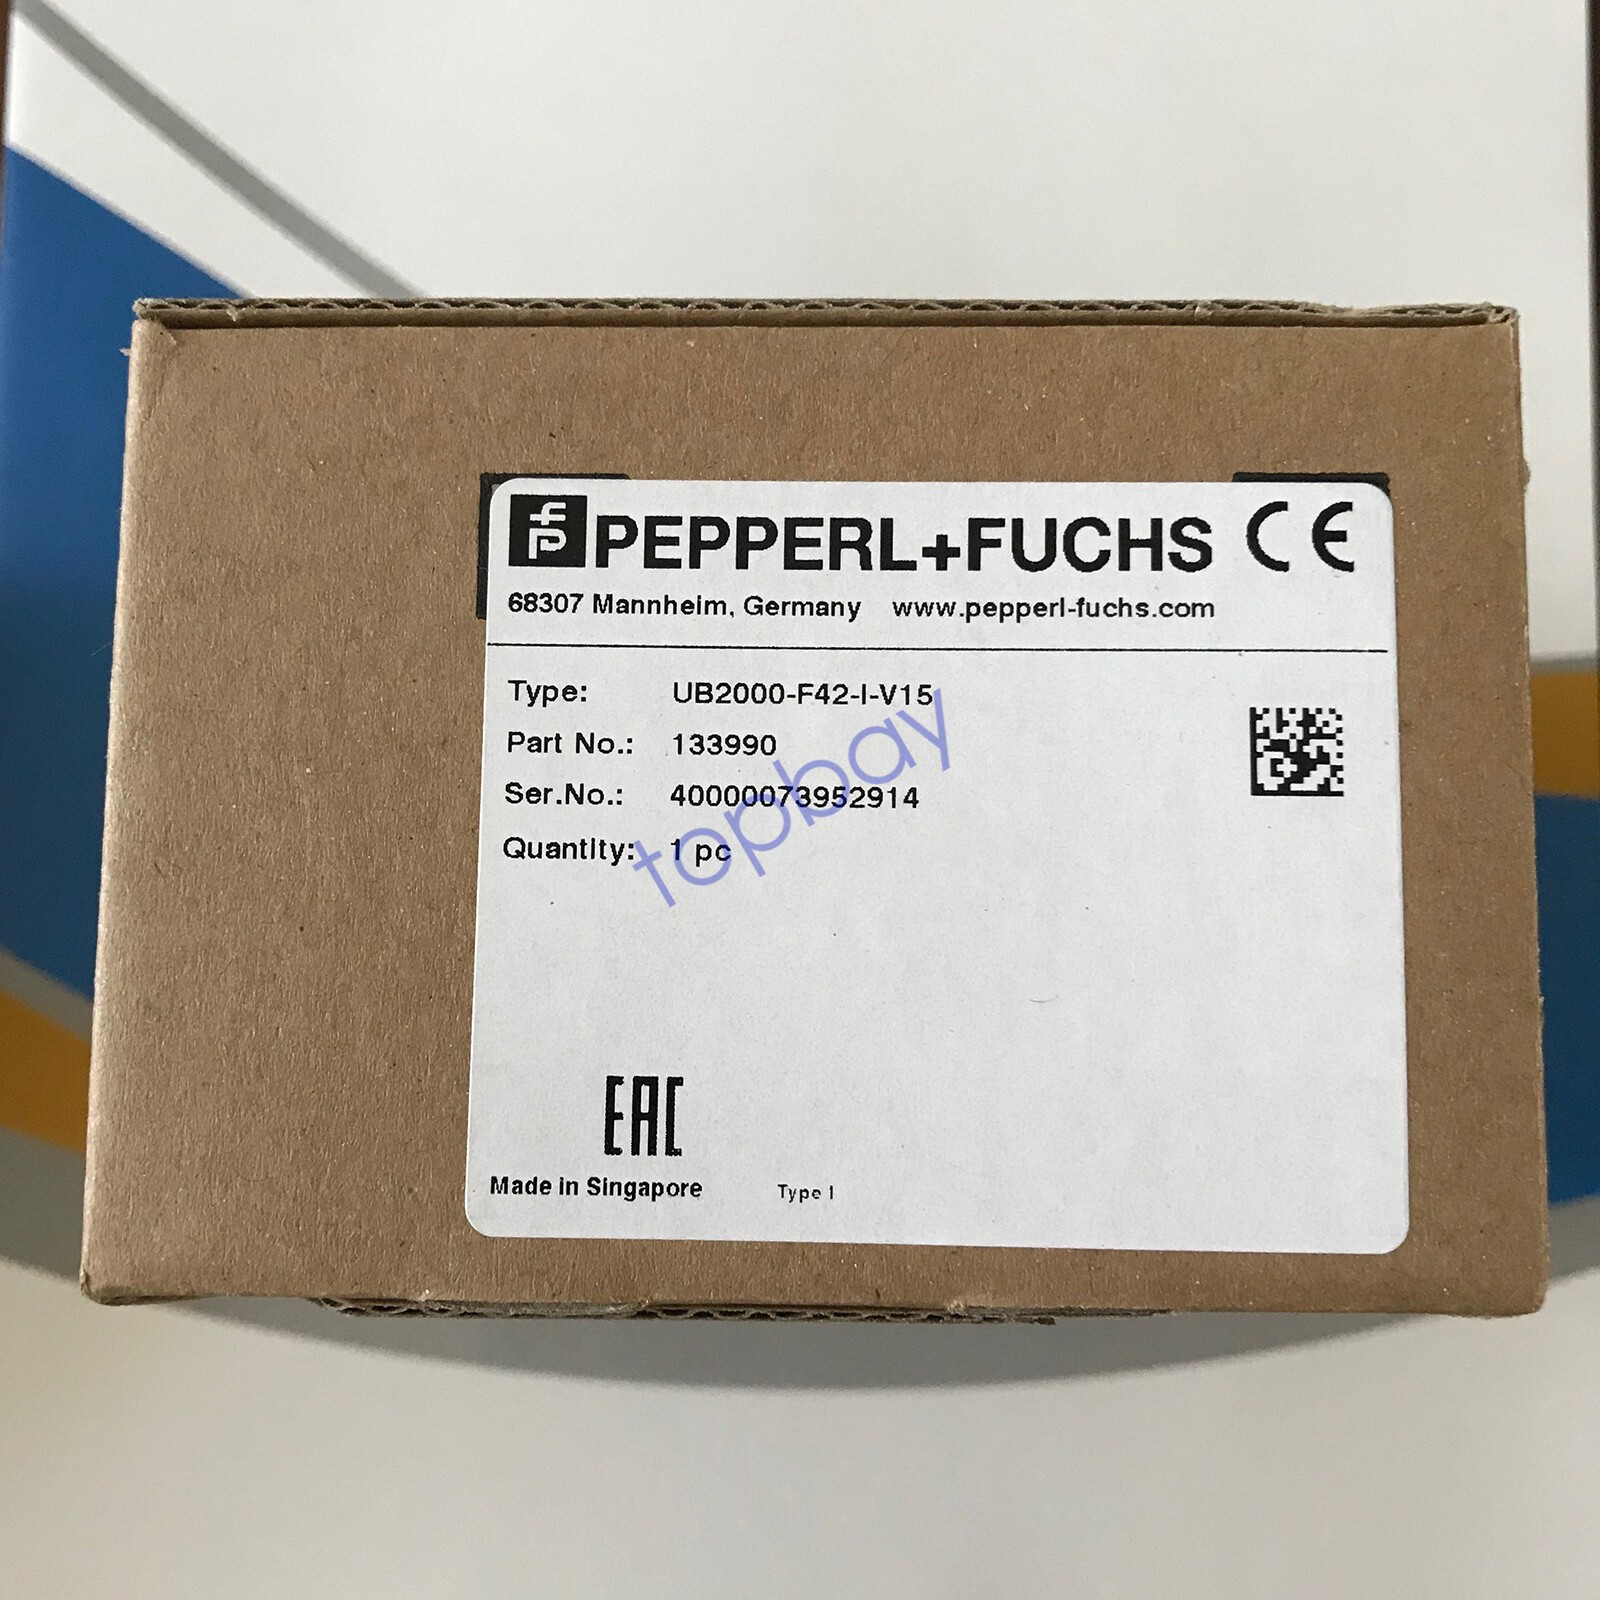 PEPPERL+FUCHS CE
68307 Mannheim, Germany www.pepperl-fuchs.com
Type: UB2000-F42-I-V15
Part No.: 133990
Ser.No.: 40000073952914
Quantity: 1 pc
topbay
EAC
Made in Singapore Type I